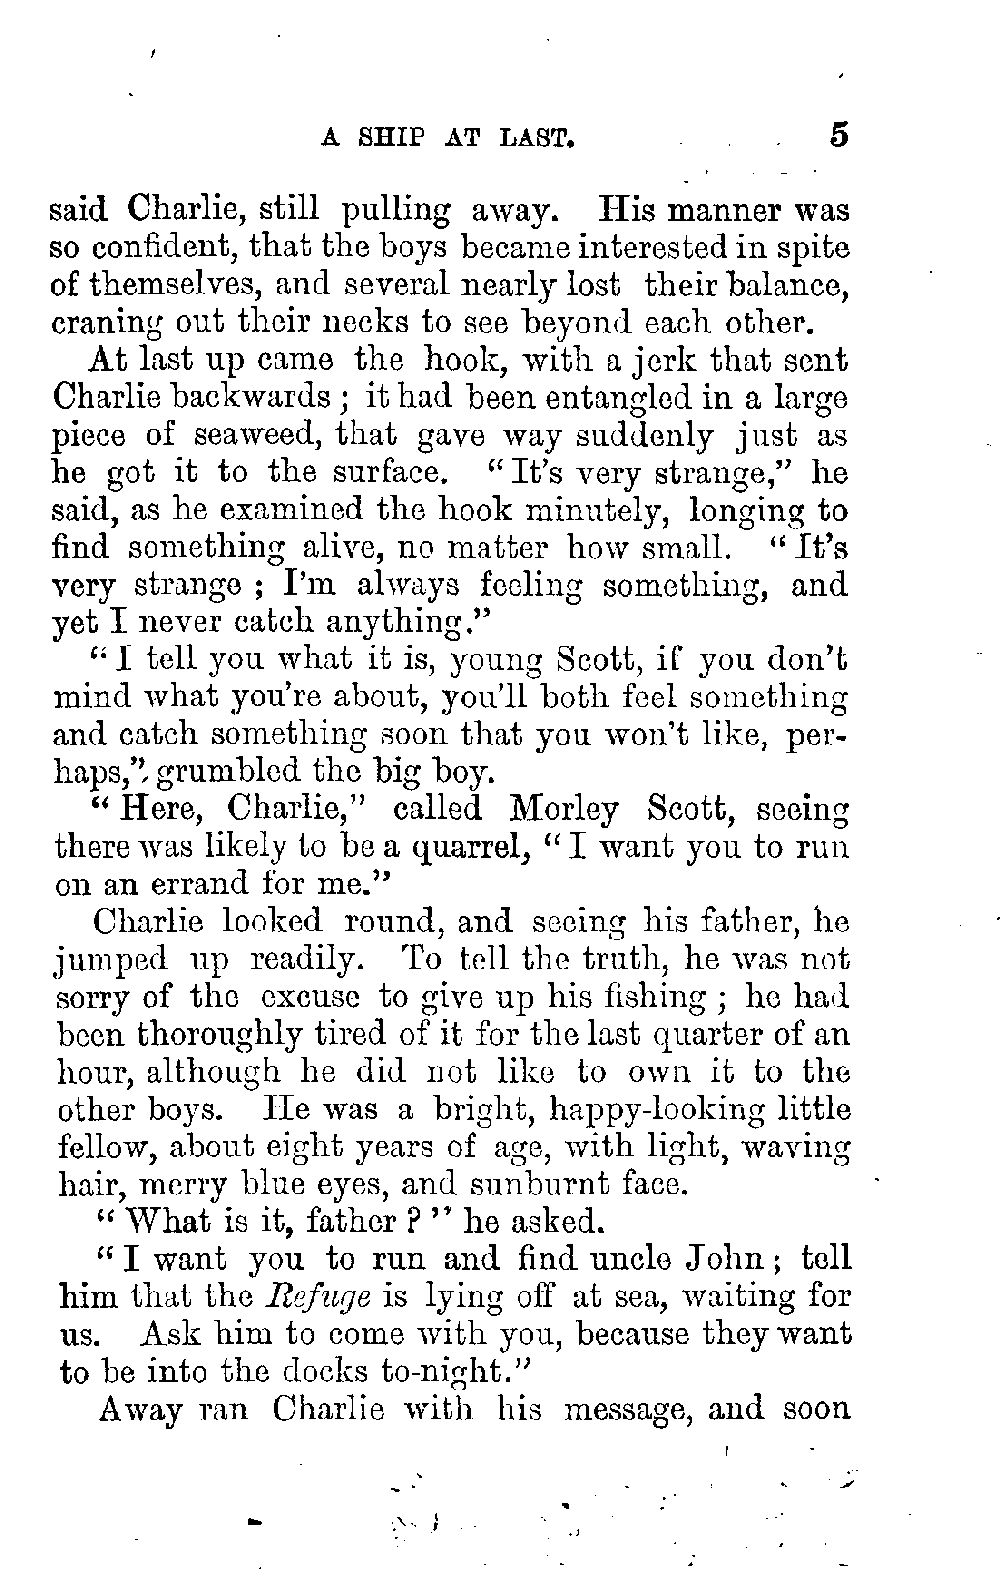 A SHIP AT LAST. 5
said Charlie, still pulling away. His manner was
so confident, that the boys became interested in spite
of themselves, and several nearly lost their balance,
craning out their necks to see beyond each other.
At last up came the hook, with a jerk that sent
Charlie backwards ; it had been entangled in a large
piece of seaweed, that gave way suddenly just as
he got it to the surface. “ It's very strange,” he
said, as he examined the hook minutely, longing to
find something alive, no matter how small. “ It's
very strange ; I'm always feeling something, and
yet I never catch anything.”
“ I tell you what it is, young Scott, if you don't
mind what you're about, you'll both feel something
and catch something soon that you won't like, per-
haps,” grumbled the big boy.
“ Here, Charlie,” called Morley Scott, seeing
there was likely to be a quarrel, “ I want you to run
on an errand for me.”
Charlie looked round, and seeing his father, he
jumped up readily. To tell the truth, he was not
sorry of the excuse to give up his fishing ; he had
been thoroughly tired of it for the last quarter of an
hour, although he did not like to own it to the
other boys. He was a bright, happy-looking little
fellow, about eight years of age, with light, waving
hair, merry blue eyes, and sunburnt face.
“ What is it, father ? ” he asked.
“ I want you to run and find uncle John ; tell
him that the Refuge is lying off at sea, waiting for
us. Ask him to come with you, because they want
to be into the docks to-night.”
Away ran Charlie with his message, and soon